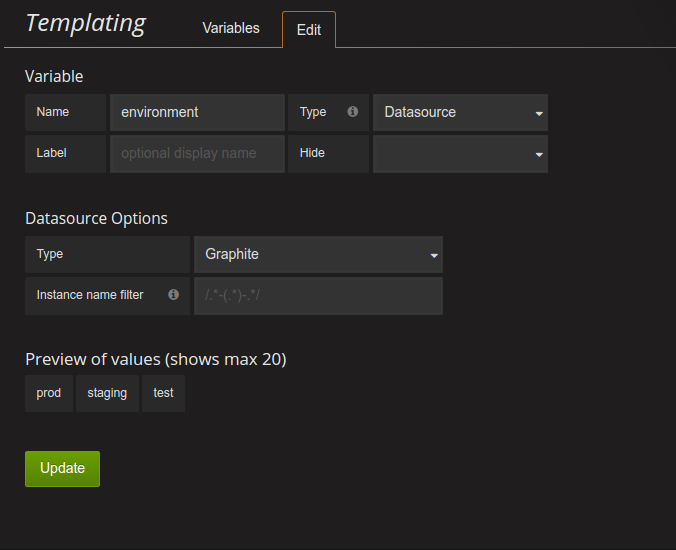 Templating Variables Edit
Variable
Name environment Type Datasource
Label optional display name Hide
Datasource Options
Type Graphite
Instance name filter /.*-(.*)-.*/
Preview of values (shows max 20)
prod staging test
Update